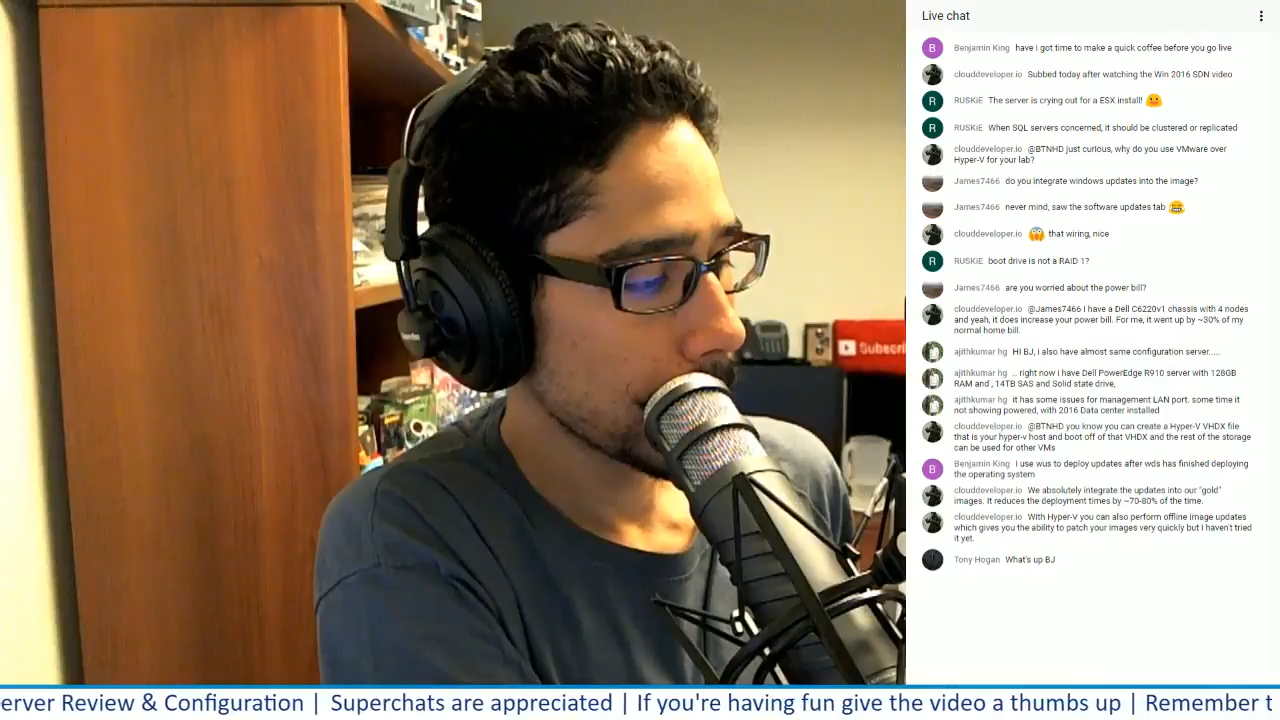 Live chat
B Benjamin King have i got time to make a quick coffee before you go live
clouddeveloper.io Subbed today after watching the Win 2016 SDN video
R RUSKiE The server is crying out for a ESX install!
R RUSKiE When SQL servers concerned, it should be clustered or replicated
clouddeveloper.io @BTNHD just curious, why do you use VMware over
Hyper-V for your lab?
James7466 do you integrate windows updates into the image?
James7466 never mind, saw the software updates tab
clouddeveloper.io that wiring, nice
R RUSKiE boot drive is not a RAID 1?
James7466 are you worried about the power bill?
clouddeveloper.io @James7466 I have a Dell C6220v1 chassis with 4 nodes
and yeah, it does increase your power bill. For me, it went up by ~30% of my
normal home bill.
ajithkumar hg HI BJ, i also have almost same configuration server.....
ajithkumar hg .. right now i have Dell PowerEdge R910 server with 128GB
RAM and , 14TB SAS and Solid state drive,
ajithkumar hg it has some issues for management LAN port. some time it
not showing powered, with 2016 Data center installed
clouddeveloper.io @BTNHD you know you can create a Hyper-V VHDX file
that is your hyper-v host and boot off of that VHDX and the rest of the storage
can be used for other VMs
B Benjamin King I use wus to deploy updates after wds has finished deploying
the operating system
clouddeveloper.io We absolutely integrate the updates into our "gold"
images. It reduces the deployment times by ~70-80% of the time.
clouddeveloper.io With Hyper-V you can also perform offline image updates
which gives you the ability to patch your images very quickly but I haven't tried
it yet.
Tony Hogan What's up BJ
Subscri
erver Review & Configuration | Superchats are appreciated | If you're having fun give the video a thumbs up | Remember t